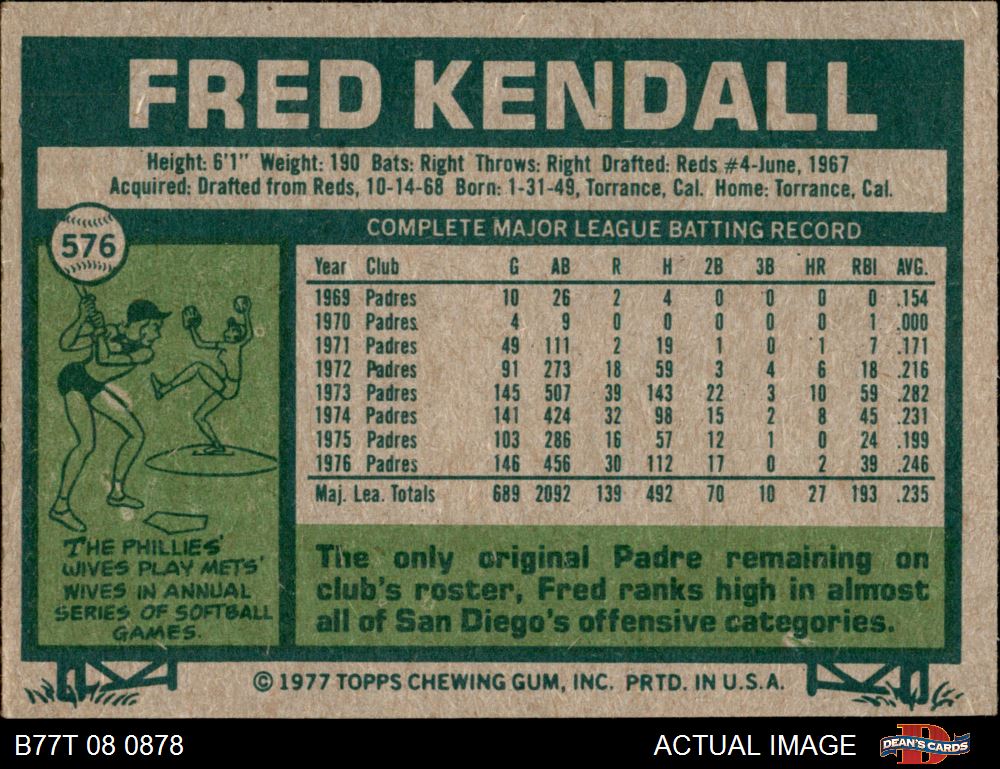 FRED KENDALL
Height: 6'1" Weight: 190 Bats: Right Throws: Right Drafted: Reds #4-June, 1967
Acquired: Drafted from Reds, 10-14-68 Born: 1-31-49, Torrance, Cal. Home: Torrance, Cal.
576
COMPLETE MAJOR LEAGUE BATTING RECORD
Year Club G AB R H 2B 3B HR RBI AVG.
1969 Padres 10 26 2 4 0 0 0 0 .154
1970 Padres 4 9 0 0 0 0 0 1 .000
1971 Padres 49 111 2 19 1 0 1 7 .171
1972 Padres 91 273 18 59 3 4 6 18 .216
1973 Padres 145 507 39 143 22 3 10 59 .282
1974 Padres 141 424 32 98 15 2 8 45 .231
1975 Padres 103 286 16 57 12 1 0 24 .199
1976 Padres 146 456 30 112 17 0 2 39 .246
Maj. Lea. Totals 689 2092 139 492 70 10 27 193 .235
THE PHILLIES'
WIVES PLAY METS'
WIVES IN ANNUAL
SERIES OF SOFTBALL
GAMES.
The only original Padre remaining on
club's roster, Fred ranks high in almost
all of San Diego's offensive categories.
© 1977 TOPPS CHEWING GUM, INC. PRTD. IN U.S.A.
B77T 08 0878
ACTUAL IMAGE
DEAN'S CARDS